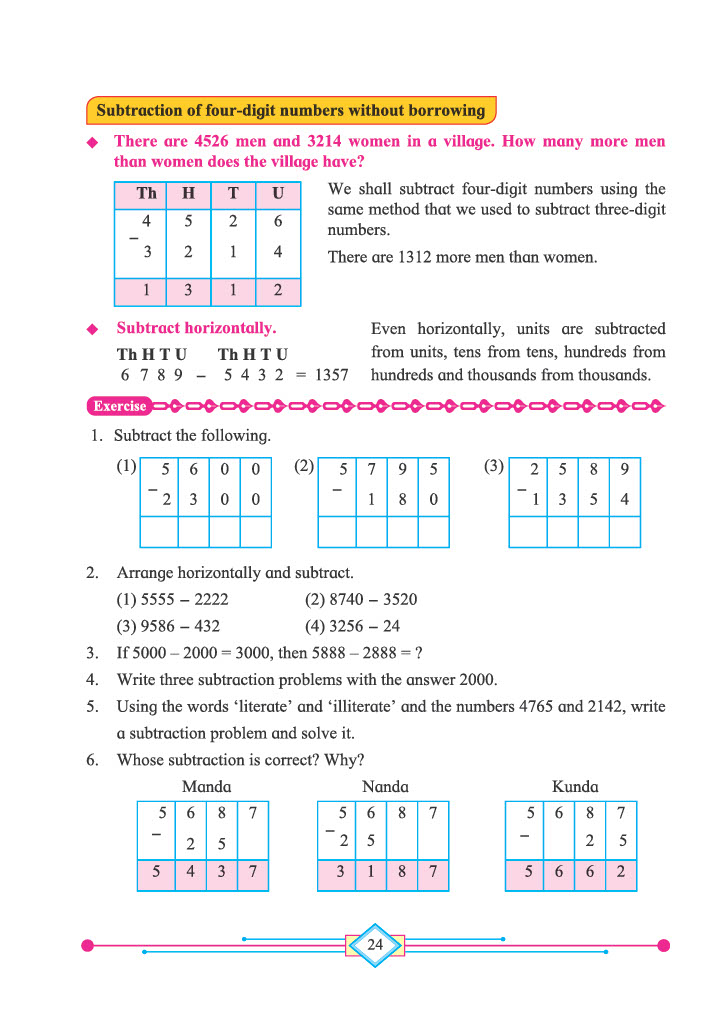 Subtraction of four-digit numbers without borrowing
◆ There are 4526 men and 3214 women in a village. How many more men
than women does the village have?
Th H T U
4 5 2 6
–
3 2 1 4
1 3 1 2
We shall subtract four-digit numbers using the
same method that we used to subtract three-digit
numbers.
There are 1312 more men than women.
◆ Subtract horizontally.
Th H T U Th H T U
6 7 8 9 – 5 4 3 2 = 1357
Even horizontally, units are subtracted
from units, tens from tens, hundreds from
hundreds and thousands from thousands.
Exercise
1. Subtract the following.
(1) 5 6 0 0
– 2 3 0 0
(2) 5 7 9 5
– 1 8 0
(3) 2 5 8 9
– 1 3 5 4
2. Arrange horizontally and subtract.
(1) 5555 – 2222 (2) 8740 – 3520
(3) 9586 – 432 (4) 3256 – 24
3. If 5000 – 2000 = 3000, then 5888 – 2888 = ?
4. Write three subtraction problems with the answer 2000.
5. Using the words ‘literate’ and ‘illiterate’ and the numbers 4765 and 2142, write
a subtraction problem and solve it.
6. Whose subtraction is correct? Why?
Manda
5 6 8 7
– 2 5
5 4 3 7
Nanda
5 6 8 7
– 2 5
3 1 8 7
Kunda
5 6 8 7
– 2 5
5 6 6 2
24